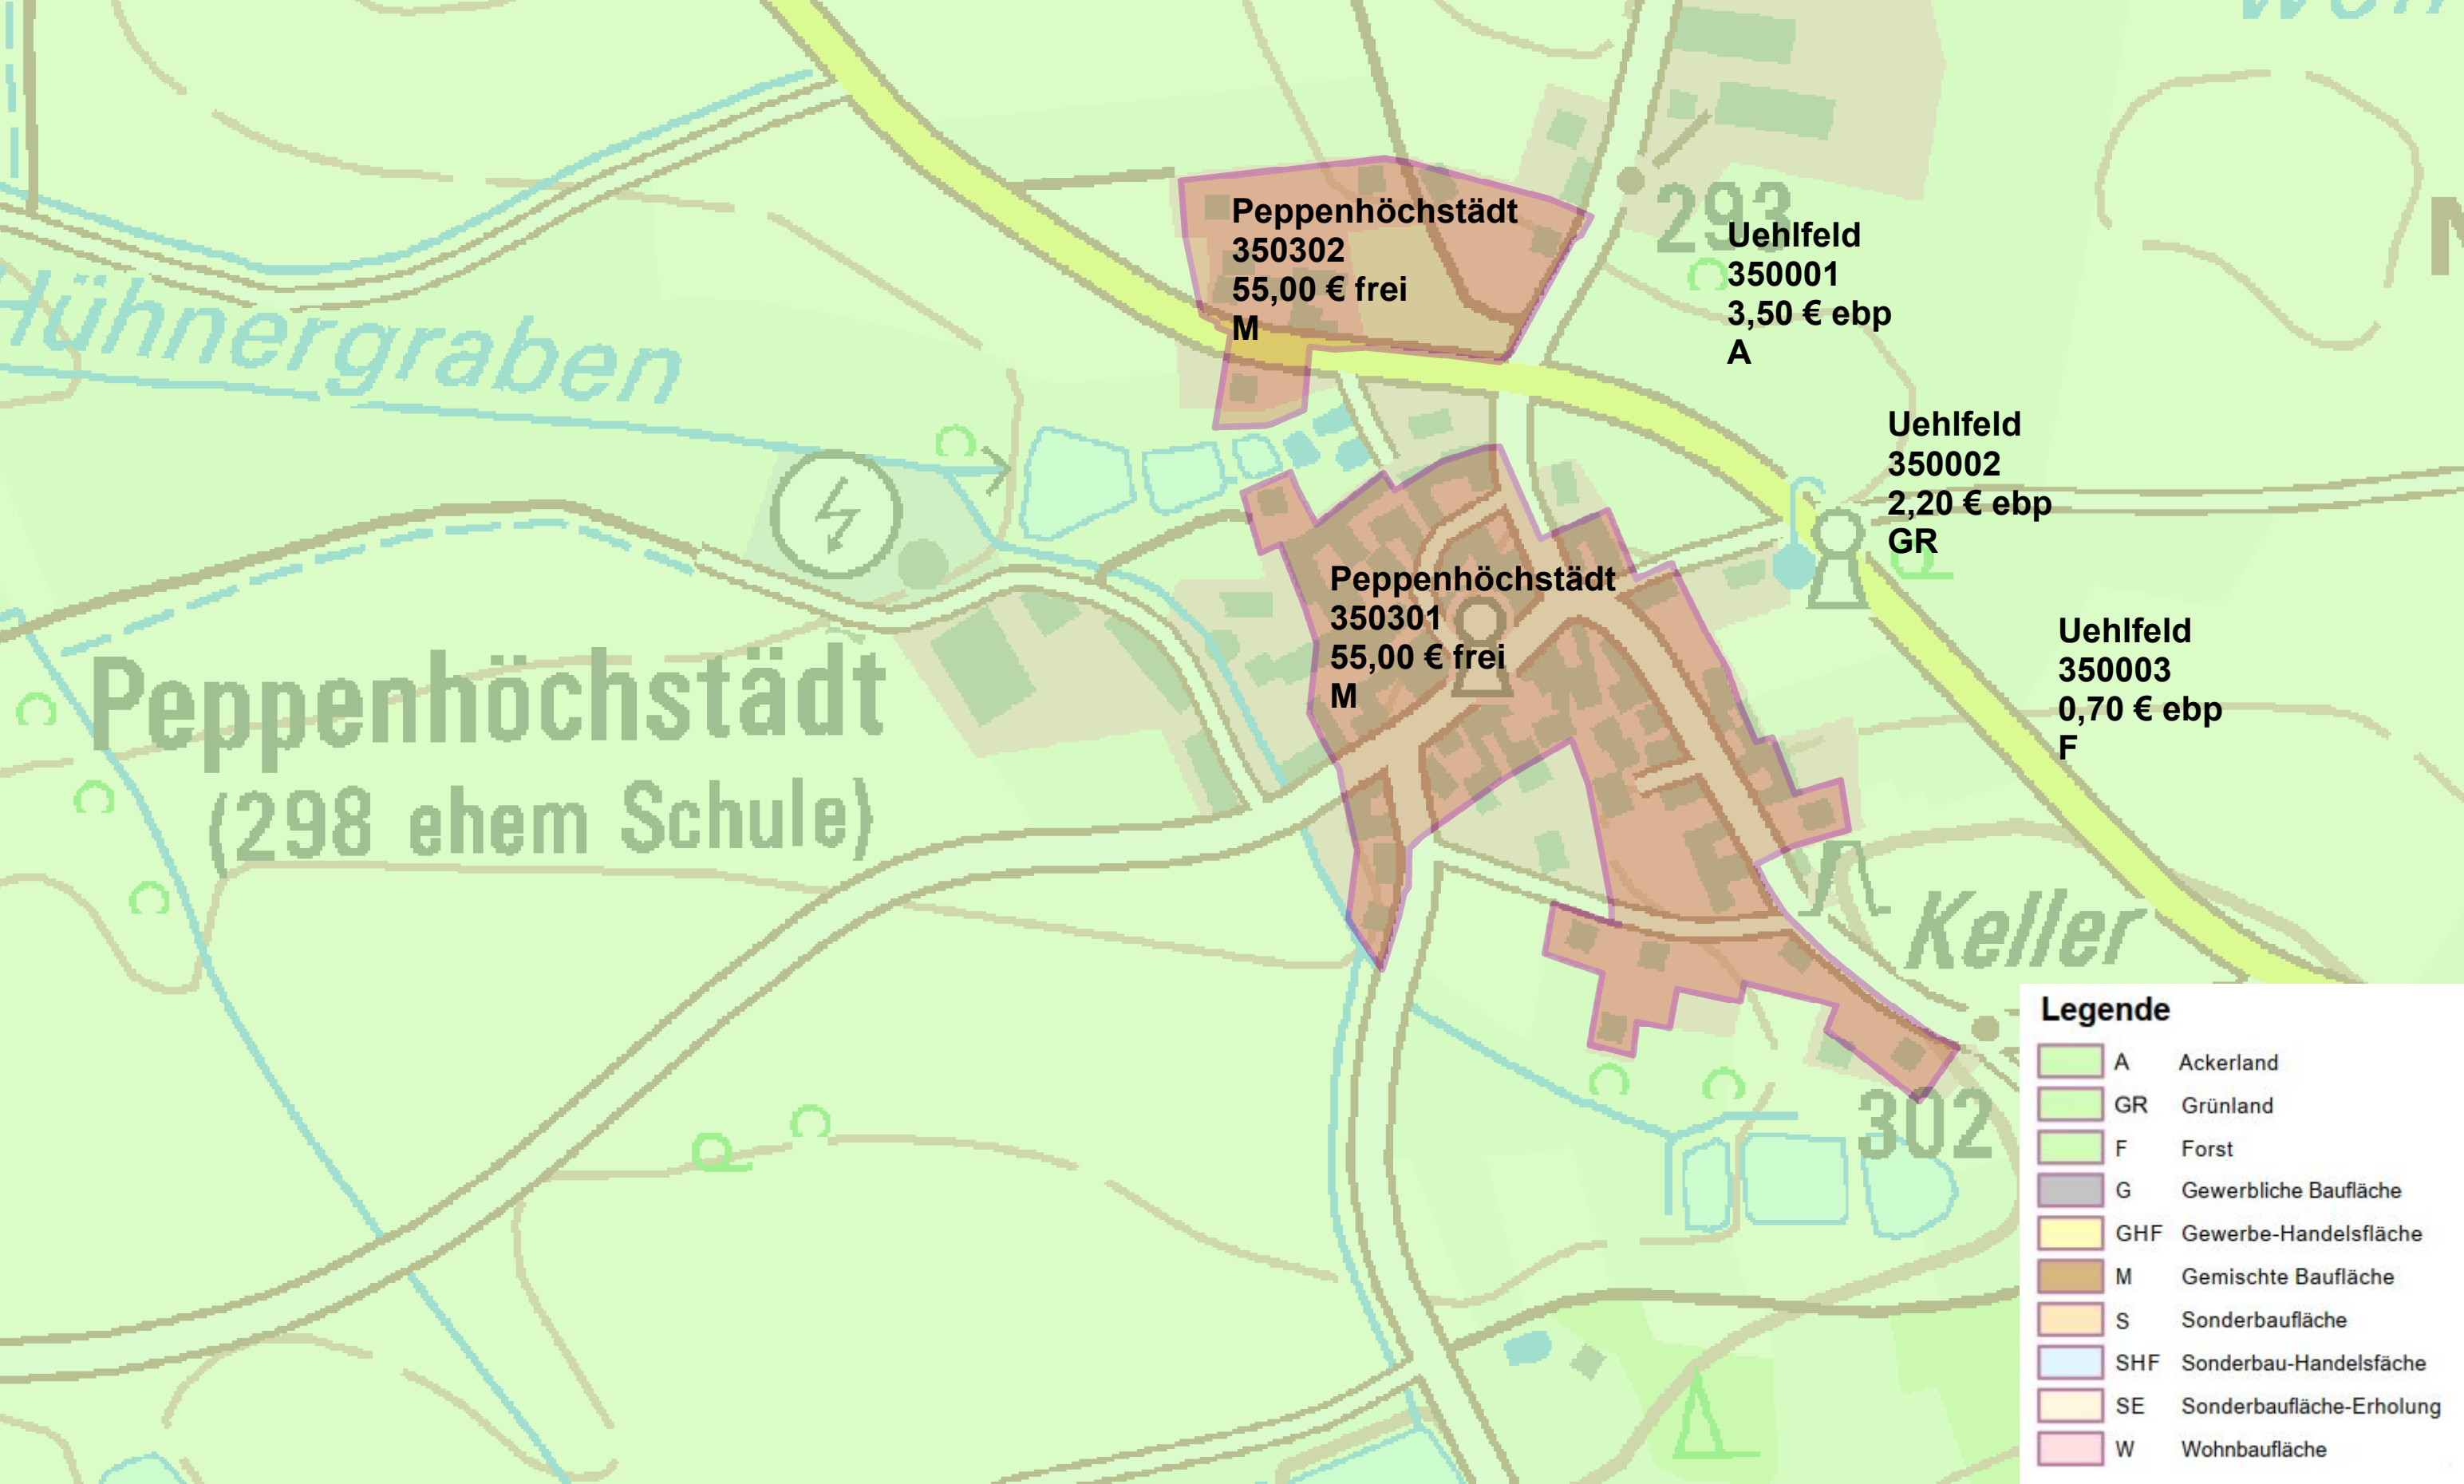 Peppenhöchstädt
350302
55,00 € frei
M
293
Uehlfeld
350001
3,50 € ebp
A
Hühnergraben
Uehlfeld
350002
2,20 € ebp
GR
Peppenhöchstädt
350301
55,00 € frei
M
Uehlfeld
350003
0,70 € ebp
F
Peppenhöchstädt
(298 ehem Schule)
Keller
302
Legende
A Ackerland
GR Grünland
F Forst
G Gewerbliche Baufläche
GHF Gewerbe-Handelsfläche
M Gemischte Baufläche
S Sonderbaufläche
SHF Sonderbau-Handelsfäche
SE Sonderbaufläche-Erholung
W Wohnbaufläche